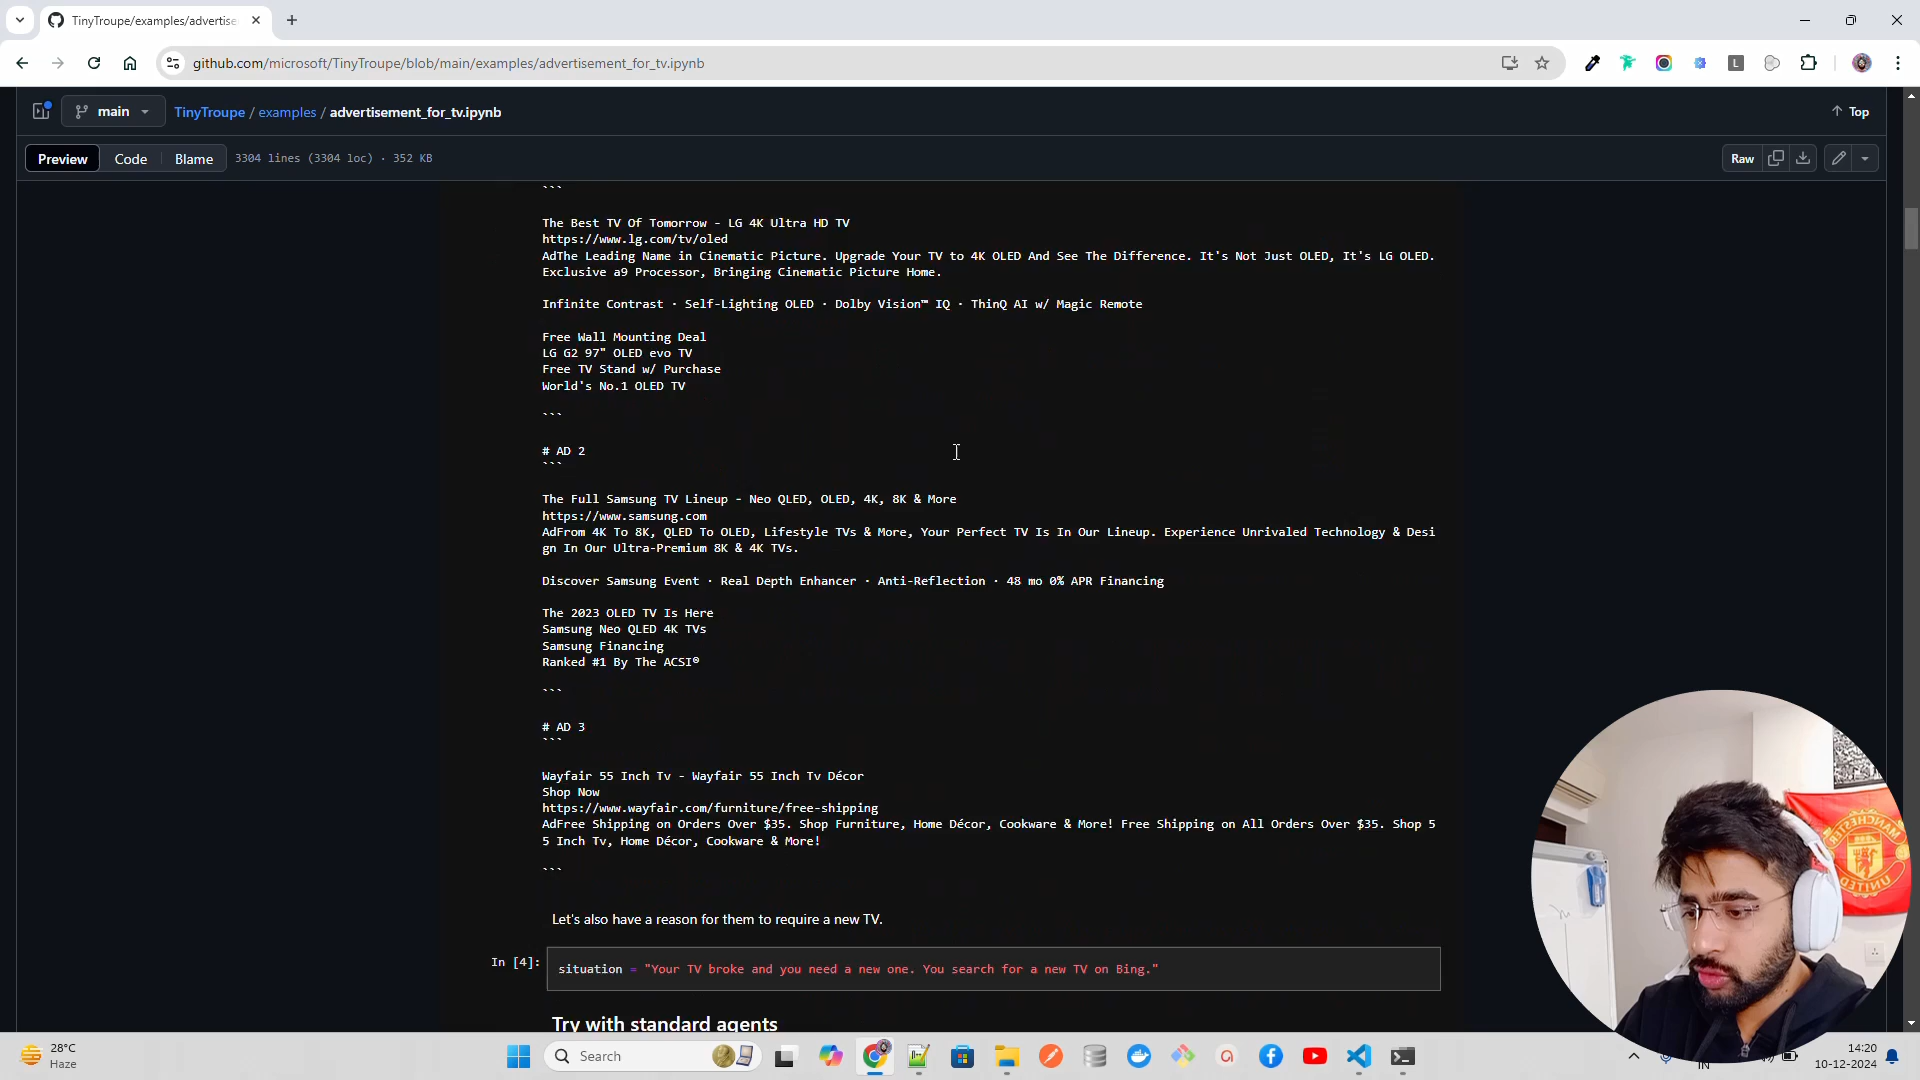 TinyTroupe/examples/advertise
github.com/microsoft/TinyTroupe/blob/main/examples/advertisement_for_tv.ipynb
L
main
TinyTroupe / examples / advertisement_for_tv.ipynb
Top
Preview
Code
Blame
3304 lines (3304 loc) · 352 KB
Raw
```
The Best TV Of Tomorrow - LG 4K Ultra HD TV
https://www.lg.com/tv/oled
AdThe Leading Name in Cinematic Picture. Upgrade Your TV to 4K OLED And See The Difference. It's Not Just OLED, It's LG OLED.
Exclusive a9 Processor, Bringing Cinematic Picture Home.
Infinite Contrast · Self-Lighting OLED · Dolby Vision™ IQ · ThinQ AI w/ Magic Remote
Free Wall Mounting Deal
LG G2 97" OLED evo TV
Free TV Stand w/ Purchase
World's No.1 OLED TV
```
# AD 2
```
The Full Samsung TV Lineup - Neo QLED, OLED, 4K, 8K & More
https://www.samsung.com
AdFrom 4K To 8K, QLED To OLED, Lifestyle TVs & More, Your Perfect TV Is In Our Lineup. Experience Unrivaled Technology & Desi
gn In Our Ultra-Premium 8K & 4K TVs.
Discover Samsung Event · Real Depth Enhancer · Anti-Reflection · 48 mo 0% APR Financing
The 2023 OLED TV Is Here
Samsung Neo QLED 4K TVs
Samsung Financing
Ranked #1 By The ACSI®
```
# AD 3
```
Wayfair 55 Inch Tv - Wayfair 55 Inch Tv Décor
Shop Now
https://www.wayfair.com/furniture/free-shipping
AdFree Shipping on Orders Over $35. Shop Furniture, Home Décor, Cookware & More! Free Shipping on All Orders Over $35. Shop 5
5 Inch Tv, Home Décor, Cookware & More!
```
Let's also have a reason for them to require a new TV.
In [4]:
situation = "Your TV broke and you need a new one. You search for a new TV on Bing."
Try with standard agents
MANCHESTER
UNITED
28°C
Haze
Search
IN
14:20
10-12-2024